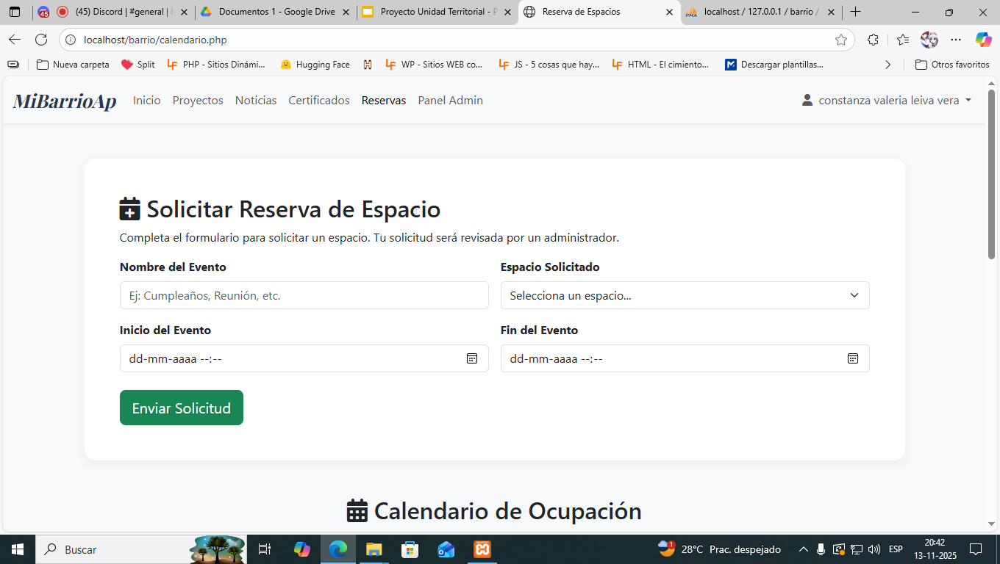 (45) Discord | #general |
Documentos 1 - Google Drive
Proyecto Unidad Territorial - P
Reserva de Espacios
localhost / 127.0.0.1 / barrio /
localhost/barrio/calendario.php
Nueva carpeta
Split
PHP - Sitios Dinámi...
Hugging Face
WP - Sitios WEB co...
JS - 5 cosas que hay...
HTML - El cimiento...
Descargar plantillas...
Otros favoritos
MiBarrioAp
Inicio
Proyectos
Noticias
Certificados
Reservas
Panel Admin
constanza valeria leiva vera
Solicitar Reserva de Espacio
Completa el formulario para solicitar un espacio. Tu solicitud será revisada por un administrador.
Nombre del Evento
Espacio Solicitado
Ej: Cumpleaños, Reunión, etc.
Selecciona un espacio...
Inicio del Evento
Fin del Evento
dd-mm-aaaa --:--
dd-mm-aaaa --:--
Enviar Solicitud
Calendario de Ocupación
Buscar
1
28°C Prac. despejado
ESP
20:42
13-11-2025